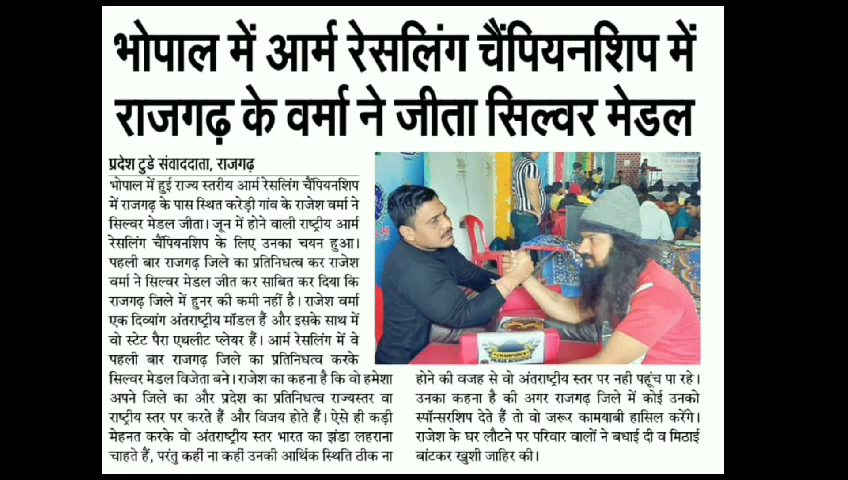 भोपाल में आर्म रेसलिंग चैंपियनशिप में
राजगढ़ के वर्मा ने जीता सिल्वर मेडल
प्रदेश टुडे संवाददाता, राजगढ़
भोपाल में हुई राज्य स्तरीय आर्म रेसलिंग चैंपियनशिप
में राजगढ़ के पास स्थित करेड़ी गांव के राजेश वर्मा ने
सिल्वर मेडल जीता। जून में होने वाली राष्ट्रीय आर्म
रेसलिंग चैंपियनशिप के लिए उनका चयन हुआ।
पहली बार राजगढ़ जिले का प्रतिनिधत्व कर राजेश
वर्मा ने सिल्वर मेडल जीत कर साबित कर दिया कि
राजगढ़ जिले में हुनर की कमी नहीं है। राजेश वर्मा
एक दिव्यांग अंतराष्ट्रीय मॉडल हैं और इसके साथ में
वो स्टेट पैरा एथलीट प्लेयर हैं। आर्म रेसलिंग में वे
पहली बार राजगढ़ जिले का प्रतिनिधत्व करके
सिल्वर मेडल विजेता बने। राजेश का कहना है कि वो हमेशा
अपने जिले का और प्रदेश का प्रतिनिधत्व राज्यस्तर वा
राष्ट्रीय स्तर पर करते हैं और विजय होते हैं। ऐसे ही कड़ी
मेहनत करके वो अंतराष्ट्रीय स्तर भारत का झंडा लहराना
चाहते हैं, परंतु कहीं ना कहीं उनकी आर्थिक स्थिति ठीक ना
होने की वजह से वो अंतराष्ट्रीय स्तर पर नही पहूंच पा रहे।
उनका कहना है की अगर राजगढ़ जिले में कोई उनको
स्पॉन्सरशिप देते हैं तो वो जरूर कामयाबी हासिल करेंगे।
राजेश के घर लौटने पर परिवार वालों ने बधाई दी व मिठाई
बांटकर खुशी जाहिर की।